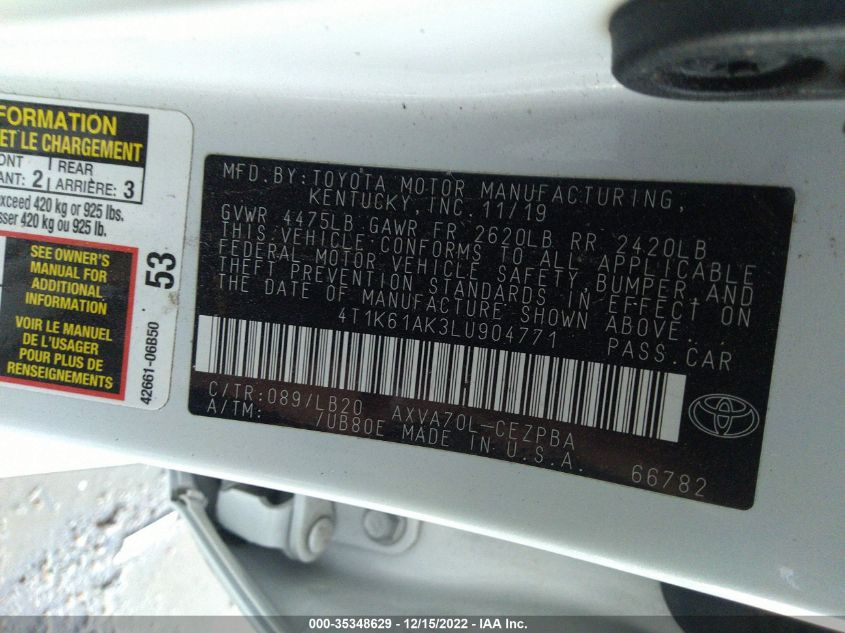 FORMATION
ET LE CHARGEMENT
REAR
ANT: 2 ARRIÈRE: 3
exceed 420 kg or 925 lbs.
sser 420 kg ou 925 lb.
SEE OWNER'S
MANUAL FOR
ADDITIONAL
INFORMATION
VOIR LE MANUEL
DE L'USAGER
POUR PLUS DE
RENSEIGNEMENTS
53
42661-06B50
MFD. BY: TOYOTA MOTOR MANUFACTURING,
KENTUCKY, INC. 11/19
GVWR 4475LB GAWR FR 2620LB RR 2420LB
THIS VEHICLE CONFORMS TO ALL APPLICABLE
FEDERAL MOTOR VEHICLE SAFETY, BUMPER, AND
THEFT PREVENTION STANDARDS IN EFFECT ON
THE DATE OF MANUFACTURE SHOWN ABOVE.
4T1K61AK3LU904771 PASS. CAR
C/TR: 089/LB20 AXVA70L-CEZPBA
A/TM: /UB80E MADE IN U.S.A.
66782
000-35348629 - 12/15/2022 - IAA Inc.